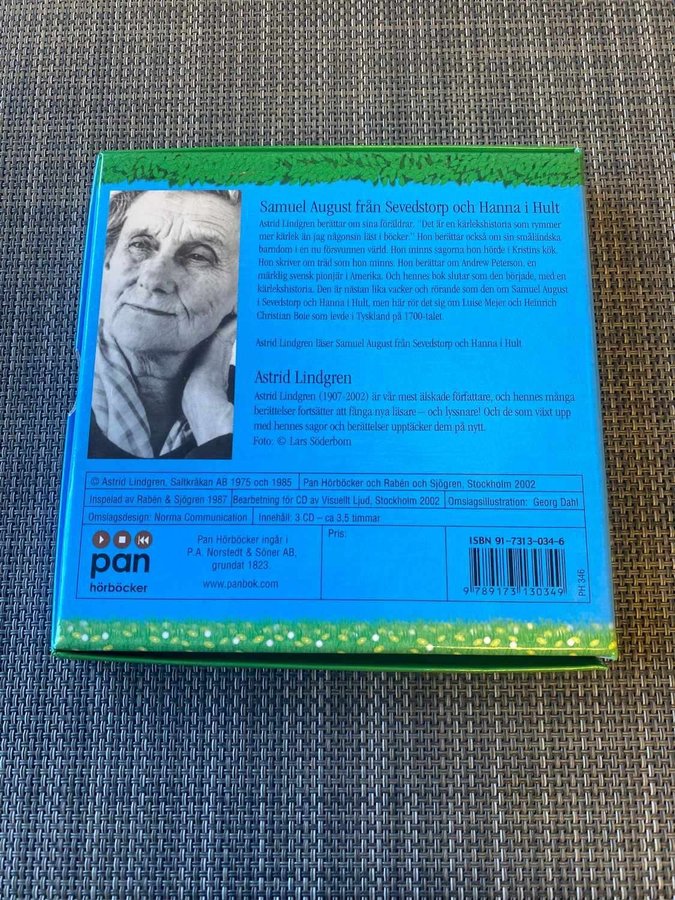 Samuel August från Sevedstorp och Hanna i Hult
Astrid Lindgren berättar om sina föräldrar. "Det är en kärlekshistoria som rymmer
mer kärlek än jag någonsin läst i böcker." Hon berättar också om sin småländska
barndom i en nu försvunnen värld. Hon minns sagorna hon hörde i Kristins kök.
Hon skriver om träd som hon minns. Hon berättar om Andrew Peterson, en
märklig svensk pionjär i Amerika. Och hennes bok slutar som den började, med en
kärlekshistoria. Den är nästan lika vacker och rörande som den om Samuel August
i Sevedstorp och Hanna i Hult, men här rör det sig om Luise Mejer och Heinrich
Christian Boie som levde i Tyskland på 1700-talet.
Astrid Lindgren läser Samuel August från Sevedstorp och Hanna i Hult
Astrid Lindgren
Astrid Lindgren (1907-2002) är vår mest älskade författare, och hennes många
berättelser fortsätter att fånga nya läsare – och lyssnare! Och de som växt upp
med hennes sagor och berättelser upptäcker dem på nytt.
Foto: © Lars Söderbom
© Astrid Lindgren, Saltkråkan AB 1975 och 1985 Pan Hörböcker och Rabén och Sjögren, Stockholm 2002
Inspelad av Rabén & Sjögren 1987 Bearbetning för CD av Visuellt Ljud, Stockholm 2002 Omslagsillustration: Georg Dahl
Omslagsdesign: Norma Communication Innehåll: 3 CD – ca 3,5 timmar
pan
hörböcker
Pan Hörböcker ingår i
P.A. Norstedt & Söner AB,
grundat 1823.
www.panbok.com
Pris:
ISBN 91-7313-034-6
9 789173 130349
PH 346